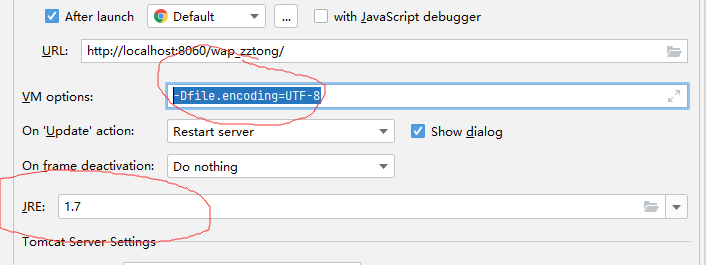 After launch Default ... with JavaScript debugger
URL: http://localhost:8060/wap_zztong/
VM options: -Dfile.encoding=UTF-8
On 'Update' action: Restart server Show dialog
On frame deactivation: Do nothing
JRE: 1.7
Tomcat Server Settings